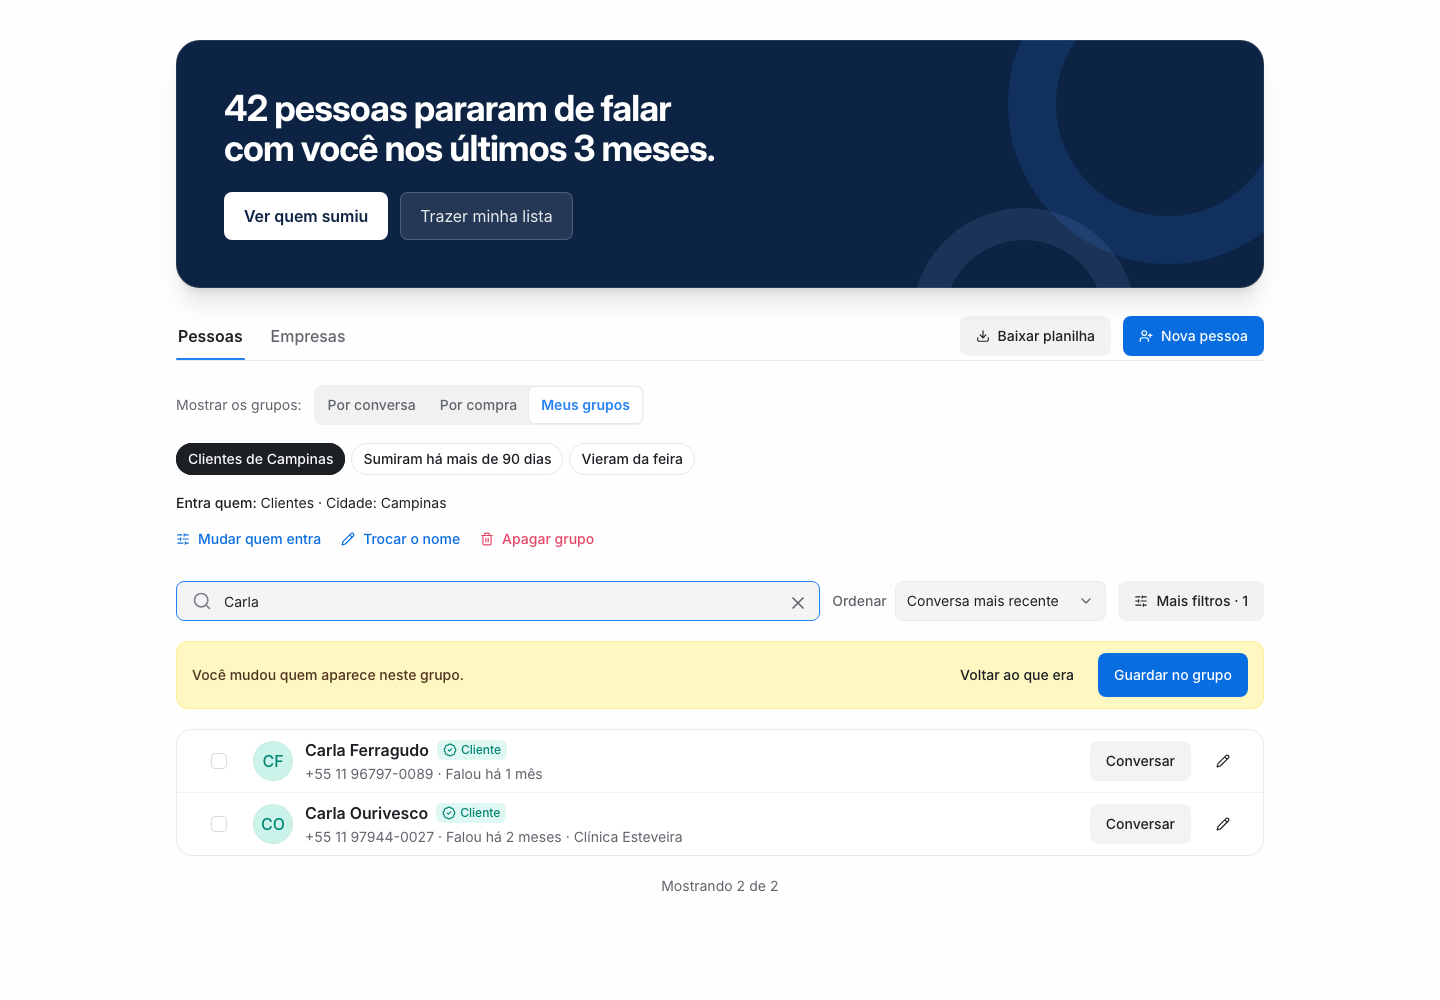 42 pessoas pararam de falar
com você nos últimos 3 meses.
Ver quem sumiu
Trazer minha lista
Pessoas
Empresas
Baixar planilha
Nova pessoa
Mostrar os grupos:
Por conversa
Por compra
Meus grupos
Clientes de Campinas
Sumiram há mais de 90 dias
Vieram da feira
Entra quem: Clientes · Cidade: Campinas
Mudar quem entra
Trocar o nome
Apagar grupo
Carla
Ordenar
Conversa mais recente
Mais filtros · 1
Você mudou quem aparece neste grupo.
Voltar ao que era
Guardar no grupo
CF
Carla Ferragudo
Cliente
+55 11 96797-0089 · Falou há 1 mês
Conversar
CO
Carla Ourivesco
Cliente
+55 11 97944-0027 · Falou há 2 meses · Clínica Esteveira
Conversar
Mostrando 2 de 2